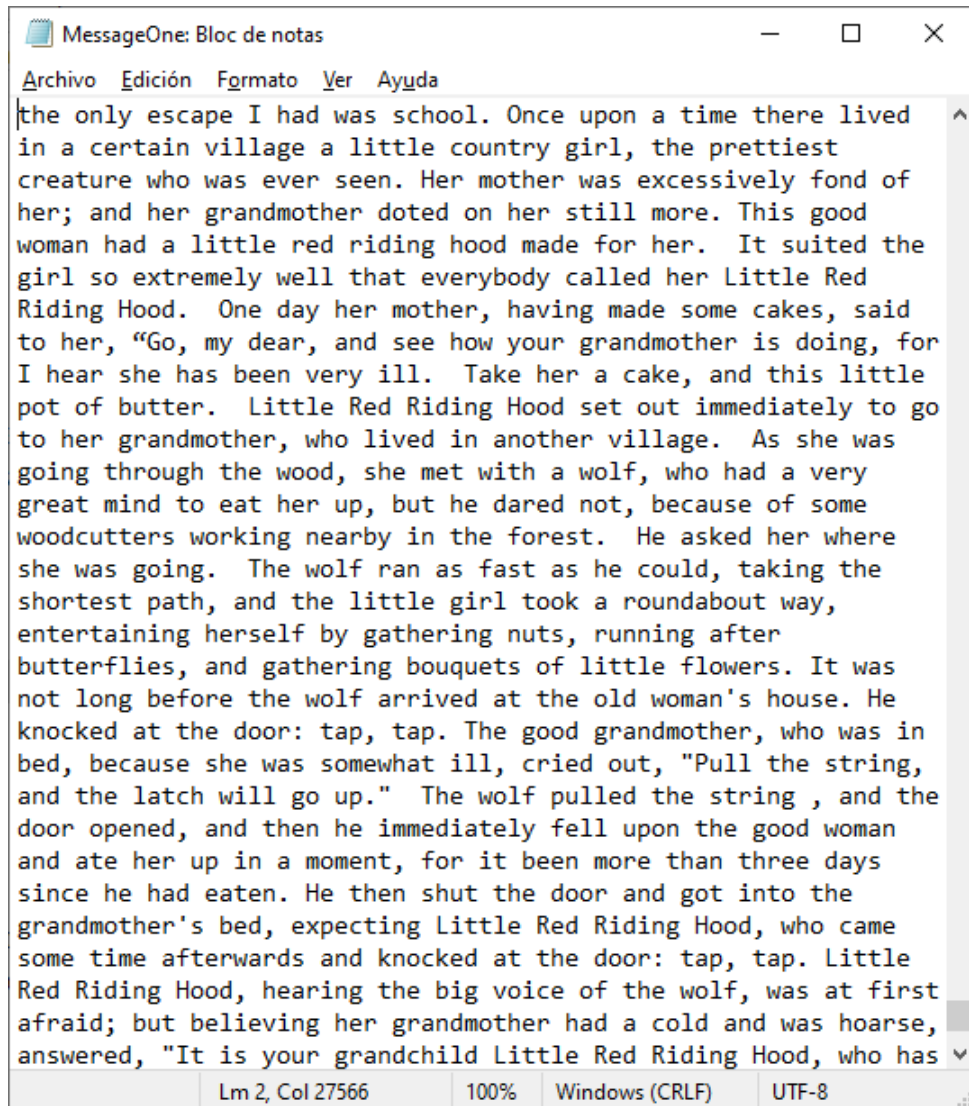 MessageOne: Bloc de notas
Archivo Edición Formato Ver Ayuda
the only escape I had was school. Once upon a time there lived
in a certain village a little country girl, the prettiest
creature who was ever seen. Her mother was excessively fond of
her; and her grandmother doted on her still more. This good
woman had a little red riding hood made for her.  It suited the
girl so extremely well that everybody called her Little Red
Riding Hood.  One day her mother, having made some cakes, said
to her, “Go, my dear, and see how your grandmother is doing, for
I hear she has been very ill.  Take her a cake, and this little
pot of butter.  Little Red Riding Hood set out immediately to go
to her grandmother, who lived in another village.  As she was
going through the wood, she met with a wolf, who had a very
great mind to eat her up, but he dared not, because of some
woodcutters working nearby in the forest.  He asked her where
she was going.  The wolf ran as fast as he could, taking the
shortest path, and the little girl took a roundabout way,
entertaining herself by gathering nuts, running after
butterflies, and gathering bouquets of little flowers. It was
not long before the wolf arrived at the old woman's house. He
knocked at the door: tap, tap. The good grandmother, who was in
bed, because she was somewhat ill, cried out, "Pull the string,
and the latch will go up."  The wolf pulled the string , and the
door opened, and then he immediately fell upon the good woman
and ate her up in a moment, for it been more than three days
since he had eaten. He then shut the door and got into the
grandmother's bed, expecting Little Red Riding Hood, who came
some time afterwards and knocked at the door: tap, tap. Little
Red Riding Hood, hearing the big voice of the wolf, was at first
afraid; but believing her grandmother had a cold and was hoarse,
answered, "It is your grandchild Little Red Riding Hood, who has
Lm 2, Col 27566 100% Windows (CRLF) UTF-8